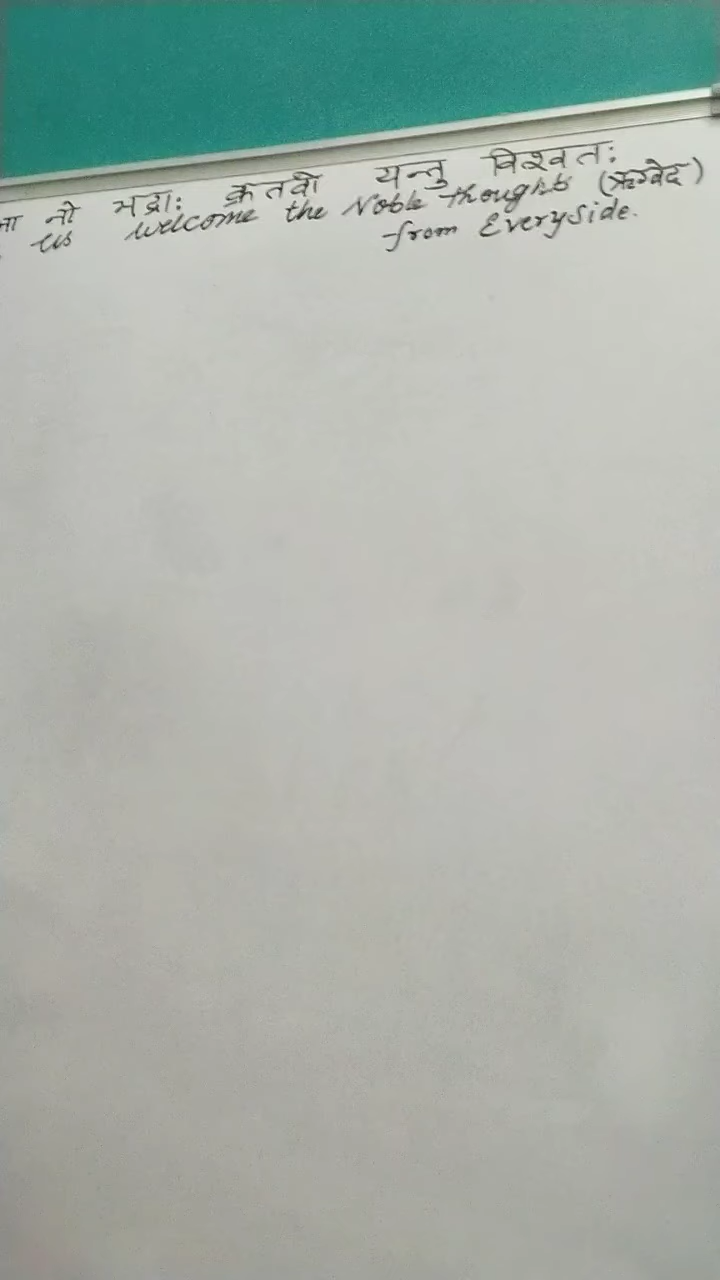 नो भद्राः क्रतवो यन्तु विश्वतः (ऋग्वेद)
us welcome the Noble thoughts
from Everyside.